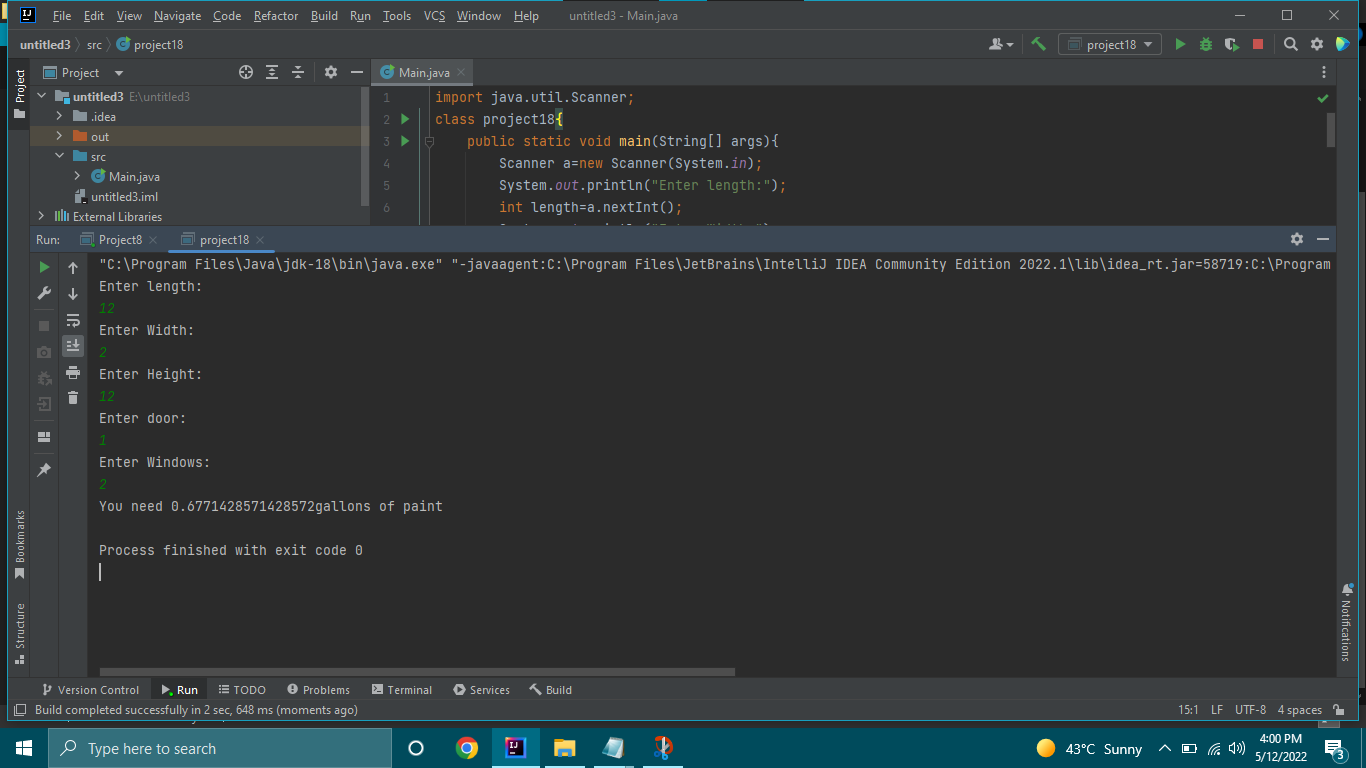 File Edit View Navigate Code Refactor Build Run Tools VCS Window Help untitled3 - Main.java
untitled3 src project18 project18
Project Main.java
untitled3 E:\untitled3
.idea
out
src
Main.java
untitled3.iml
External Libraries
1 import java.util.Scanner;
2 class project18{
3 public static void main(String[] args){
4 Scanner a=new Scanner(System.in);
5 System.out.println("Enter length:");
6 int length=a.nextInt();
Run: Project8 project18
"C:\Program Files\Java\jdk-18\bin\java.exe" "-javaagent:C:\Program Files\JetBrains\IntelliJ IDEA Community Edition 2022.1\lib\idea_rt.jar=58719:C:\Program
Enter length:
12
Enter Width:
2
Enter Height:
12
Enter door:
1
Enter Windows:
2
You need 0.6771428571428572gallons of paint
Process finished with exit code 0
Project
Bookmarks
Structure
Notifications
Version Control Run TODO Problems Terminal Services Build
Build completed successfully in 2 sec, 648 ms (moments ago) 15:1 LF UTF-8 4 spaces
Type here to search 43°C Sunny 4:00 PM
5/12/2022 3